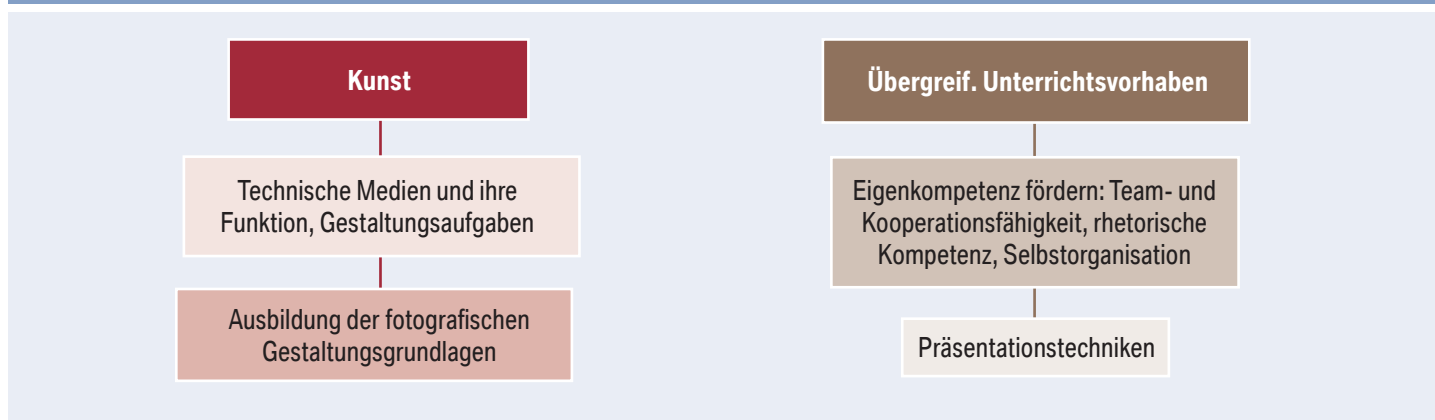 Kunst
Technische Medien und ihre
Funktion, Gestaltungsaufgaben
Ausbildung der fotografischen
Gestaltungsgrundlagen
Übergreif. Unterrichtsvorhaben
Eigenkompetenz fördern: Team- und
Kooperationsfähigkeit, rhetorische
Kompetenz, Selbstorganisation
Präsentationstechniken